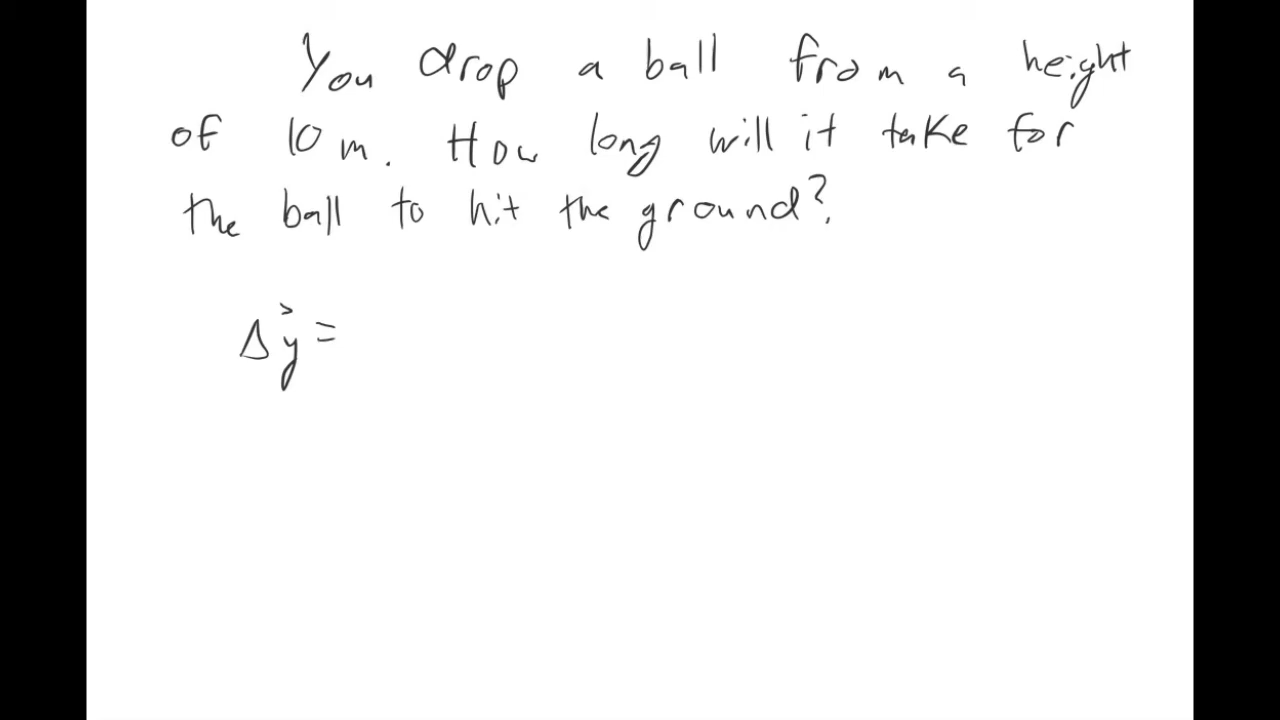 You drop a ball from a height
of 10 m. How long will it take for
the ball to hit the ground?
Δy⃗ =